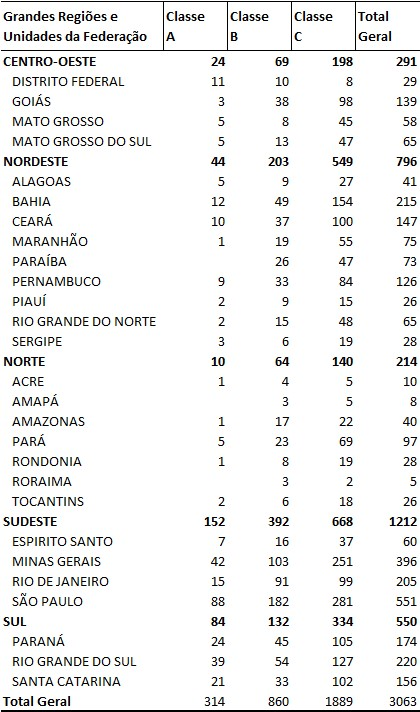 Grandes Regiões e Classe Classe Classe Total
Unidades da Federação A B C Geral
CENTRO-OESTE 24 69 198 291
DISTRITO FEDERAL 11 10 8 29
GOIÁS 3 38 98 139
MATO GROSSO 5 8 45 58
MATO GROSSO DO SUL 5 13 47 65
NORDESTE 44 203 549 796
ALAGOAS 5 9 27 41
BAHIA 12 49 154 215
CEARÁ 10 37 100 147
MARANHÃO 1 19 55 75
PARAÍBA 26 47 73
PERNAMBUCO 9 33 84 126
PIAUÍ 2 9 15 26
RIO GRANDE DO NORTE 2 15 48 65
SERGIPE 3 6 19 28
NORTE 10 64 140 214
ACRE 1 4 5 10
AMAPÁ 3 5 8
AMAZONAS 1 17 22 40
PARÁ 5 23 69 97
RONDONIA 1 8 19 28
RORAIMA 3 2 5
TOCANTINS 2 6 18 26
SUDESTE 152 392 668 1212
ESPIRITO SANTO 7 16 37 60
MINAS GERAIS 42 103 251 396
RIO DE JANEIRO 15 91 99 205
SÃO PAULO 88 182 281 551
SUL 84 132 334 550
PARANÁ 24 45 105 174
RIO GRANDE DO SUL 39 54 127 220
SANTA CATARINA 21 33 102 156
Total Geral 314 860 1889 3063